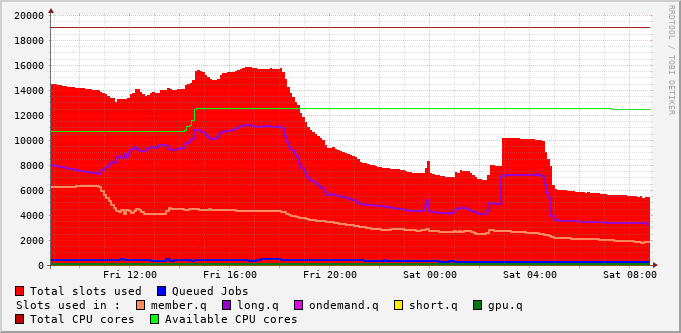 20000
18000
16000
14000
12000
10000
8000
6000
4000
2000
0
Fri 12:00 Fri 16:00 Fri 20:00 Sat 00:00 Sat 04:00 Sat 08:00
RRDTOOL / TOBI OETIKER
Total slots used Queued Jobs
Slots used in : member.q long.q ondemand.q short.q gpu.q
Total CPU cores Available CPU cores